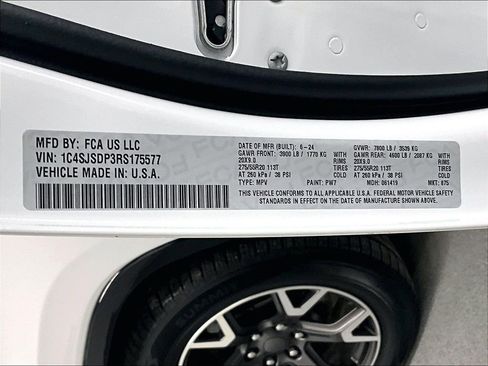 MFD BY: FCA US LLC
VIN: 1C4SJSDP3RS175577
VEHICLE MADE IN: U.S.A.
DATE OF MFR (BUILT): 6-24
GVWR: 7800 LB / 3539 KG
GAWR FRONT: 3900 LB / 1770 KG WITH
GAWR REAR: 4600 LB / 2087 KG WITH
20X9.0 RIMS
20X9.0 RIMS
275/55R20 113T TIRES
275/55R20 113T TIRES
AT 260 kPa / 38 PSI COLD
AT 260 kPa / 38 PSI COLD
TYPE: MPV PAINT: PW7 MDH: 061419 MKT: 875
THIS VEHICLE CONFORMS TO ALL APPLICABLE U.S.A. FEDERAL MOTOR VEHICLE SAFETY
STANDARDS IN EFFECT ON THE DATE OF MANUFACTURE SHOWN ABOVE.
SUMMIT